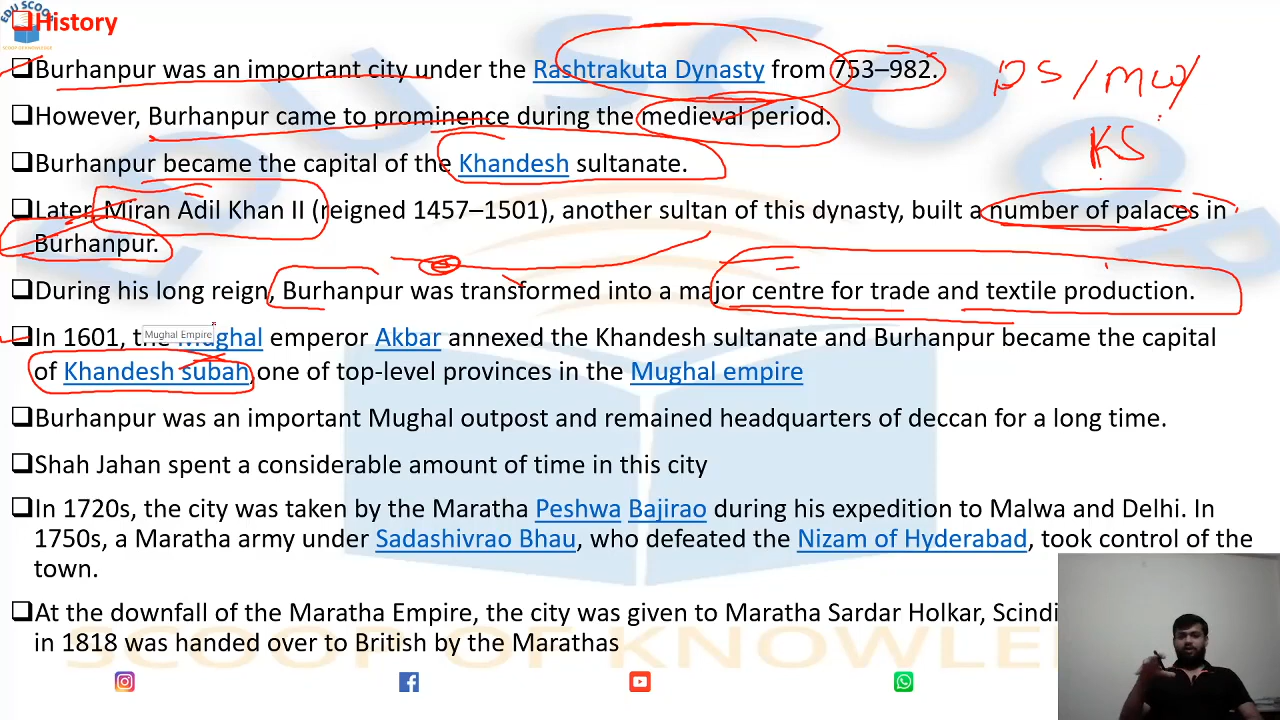 EDU SCOOP
SCOOP OF KNOWLEDGE
❑History
❑Burhanpur was an important city under the Rashtrakuta Dynasty from 753–982.
DS / MW/
❑However, Burhanpur came to prominence during the medieval period.
KS
❑Burhanpur became the capital of the Khandesh sultanate.
❑Later, Miran Adil Khan II (reigned 1457–1501), another sultan of this dynasty, built a number of palaces in
Burhanpur.
❑During his long reign, Burhanpur was transformed into a major centre for trade and textile production.
Mughal Empire
❑In 1601, the Mughal emperor Akbar annexed the Khandesh sultanate and Burhanpur became the capital
of Khandesh subah,one of top-level provinces in the Mughal empire
❑Burhanpur was an important Mughal outpost and remained headquarters of deccan for a long time.
❑Shah Jahan spent a considerable amount of time in this city
❑In 1720s, the city was taken by the Maratha Peshwa Bajirao during his expedition to Malwa and Delhi. In
1750s, a Maratha army under Sadashivrao Bhau, who defeated the Nizam of Hyderabad, took control of the
town.
❑At the downfall of the Maratha Empire, the city was given to Maratha Sardar Holkar, Scindi
in 1818 was handed over to British by the Marathas